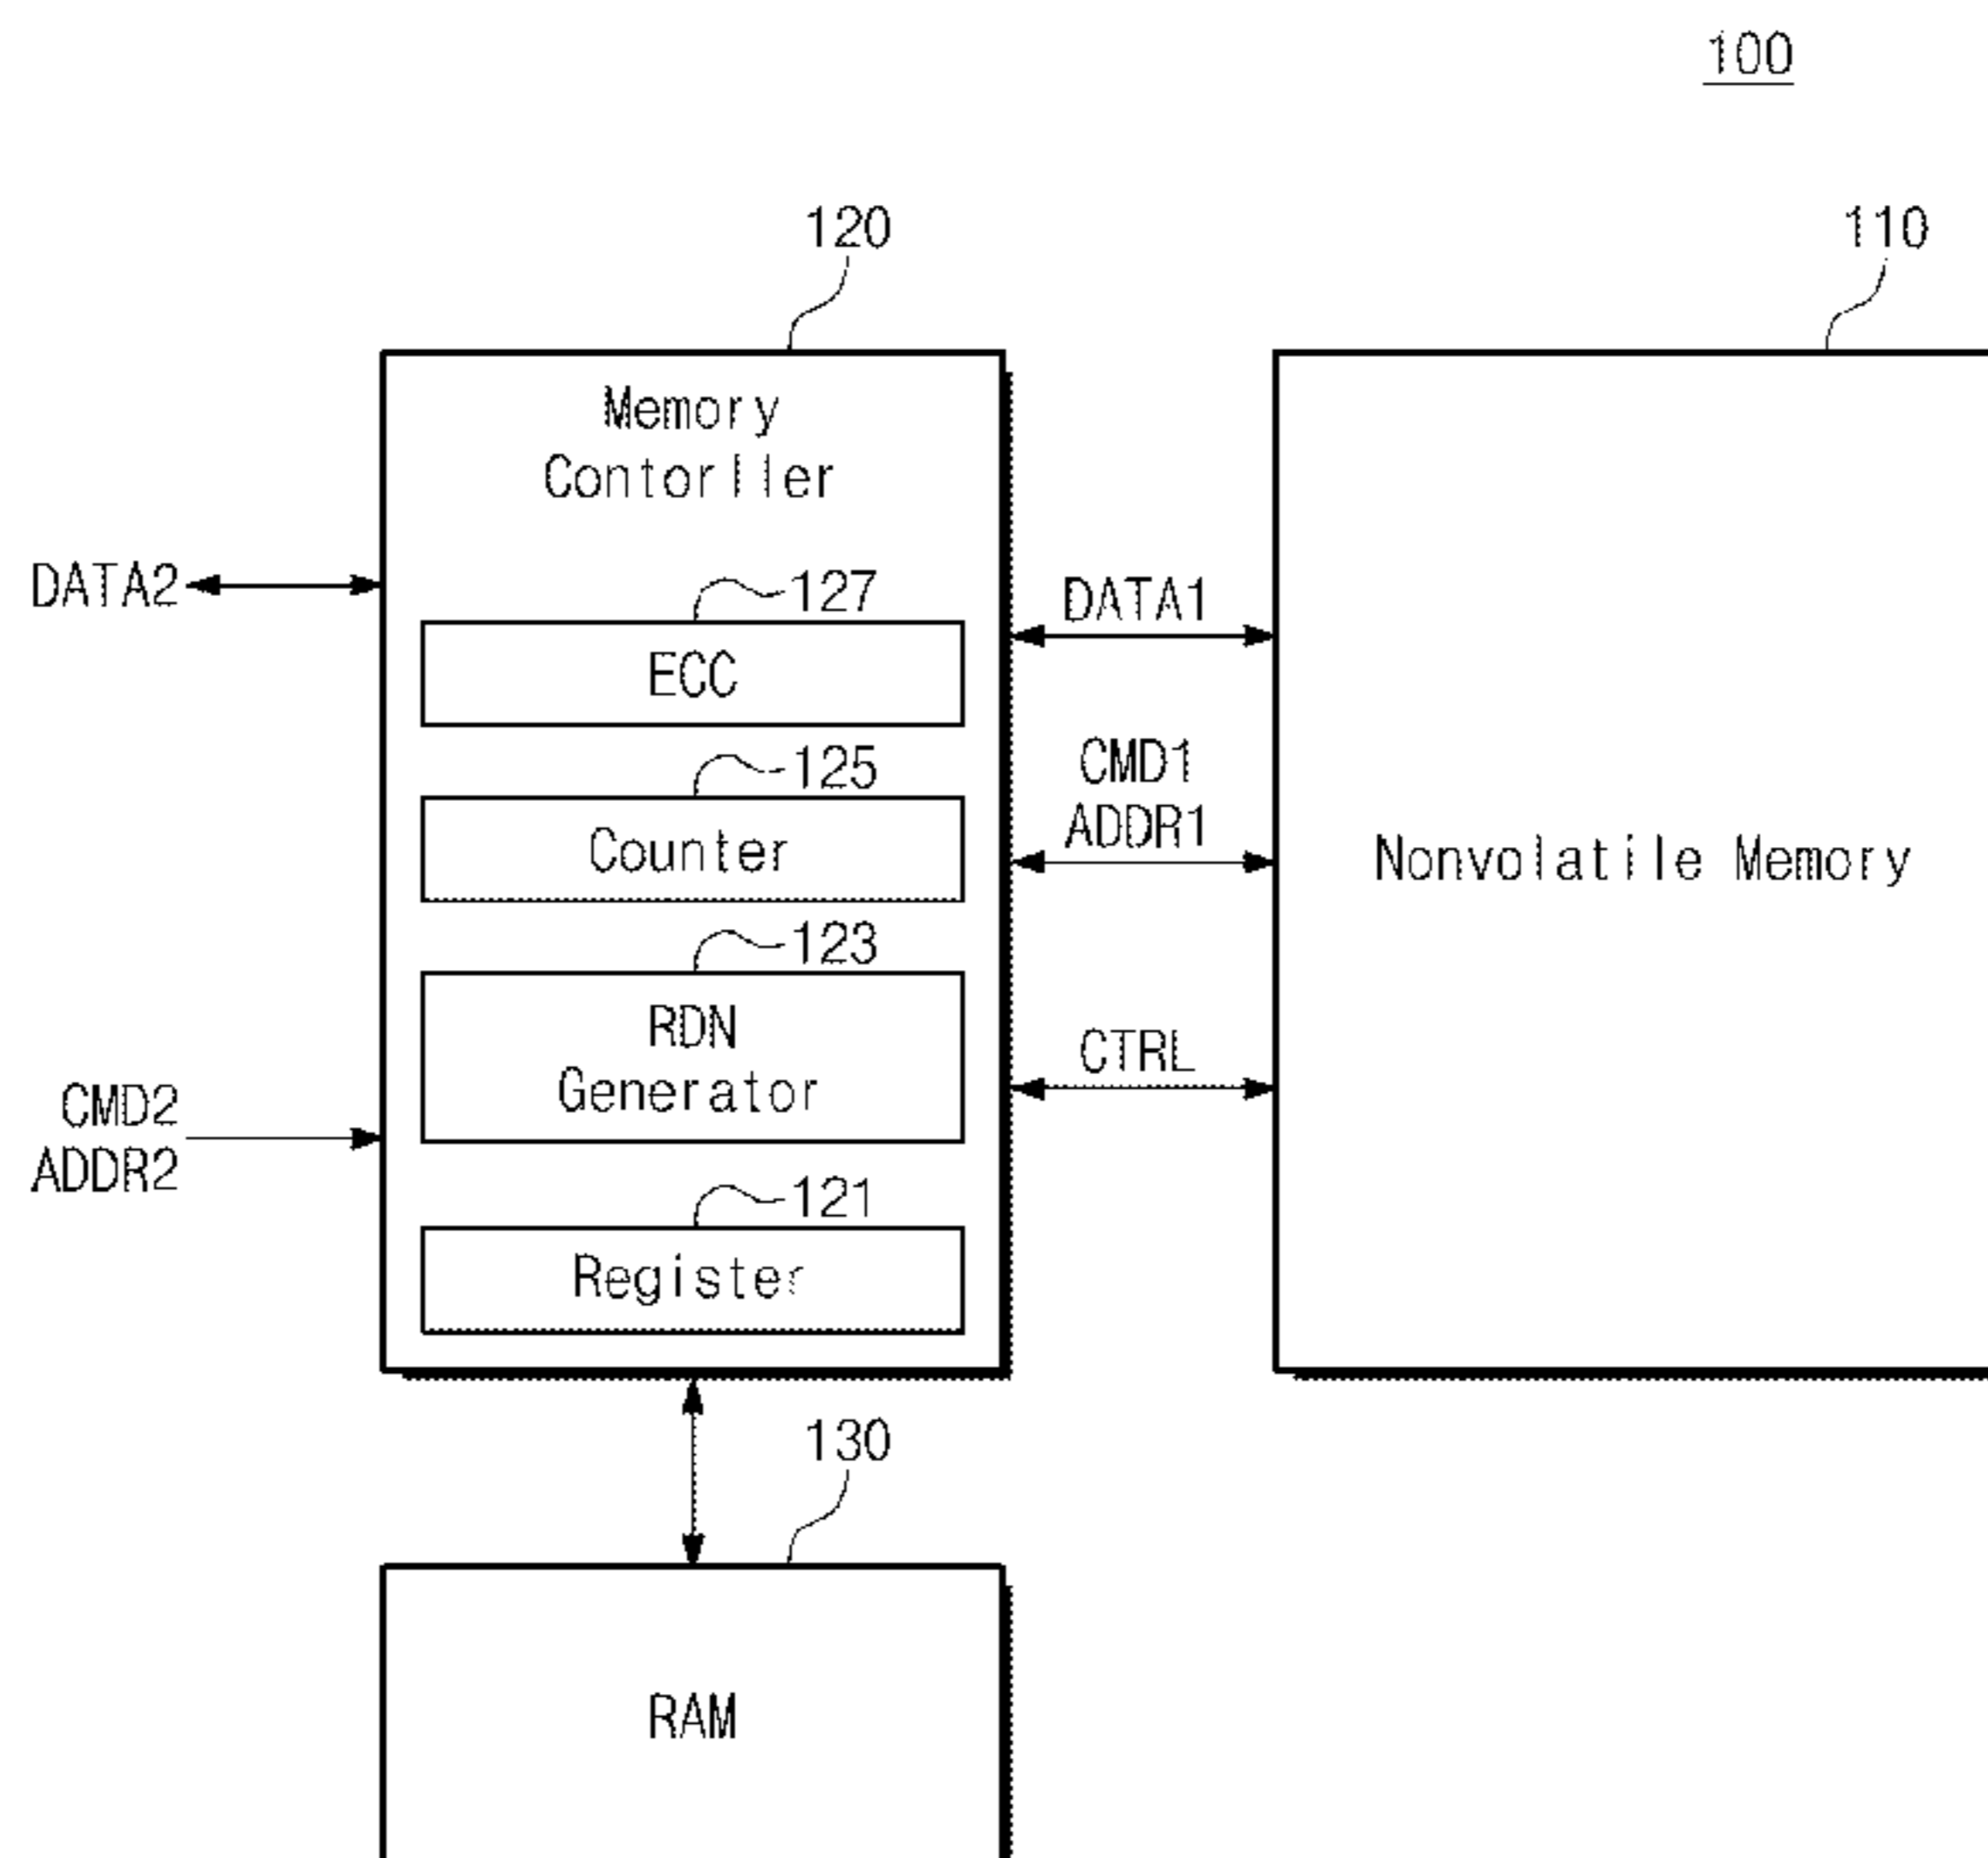 100
120
110
Memory
Contorller
DATA2
127
ECC
DATA1
125
Counter
CMD1
ADDR1
Nonvolatile Memory
123
RDN
Generator
CTRL
CMD2
ADDR2
121
Register
130
RAM